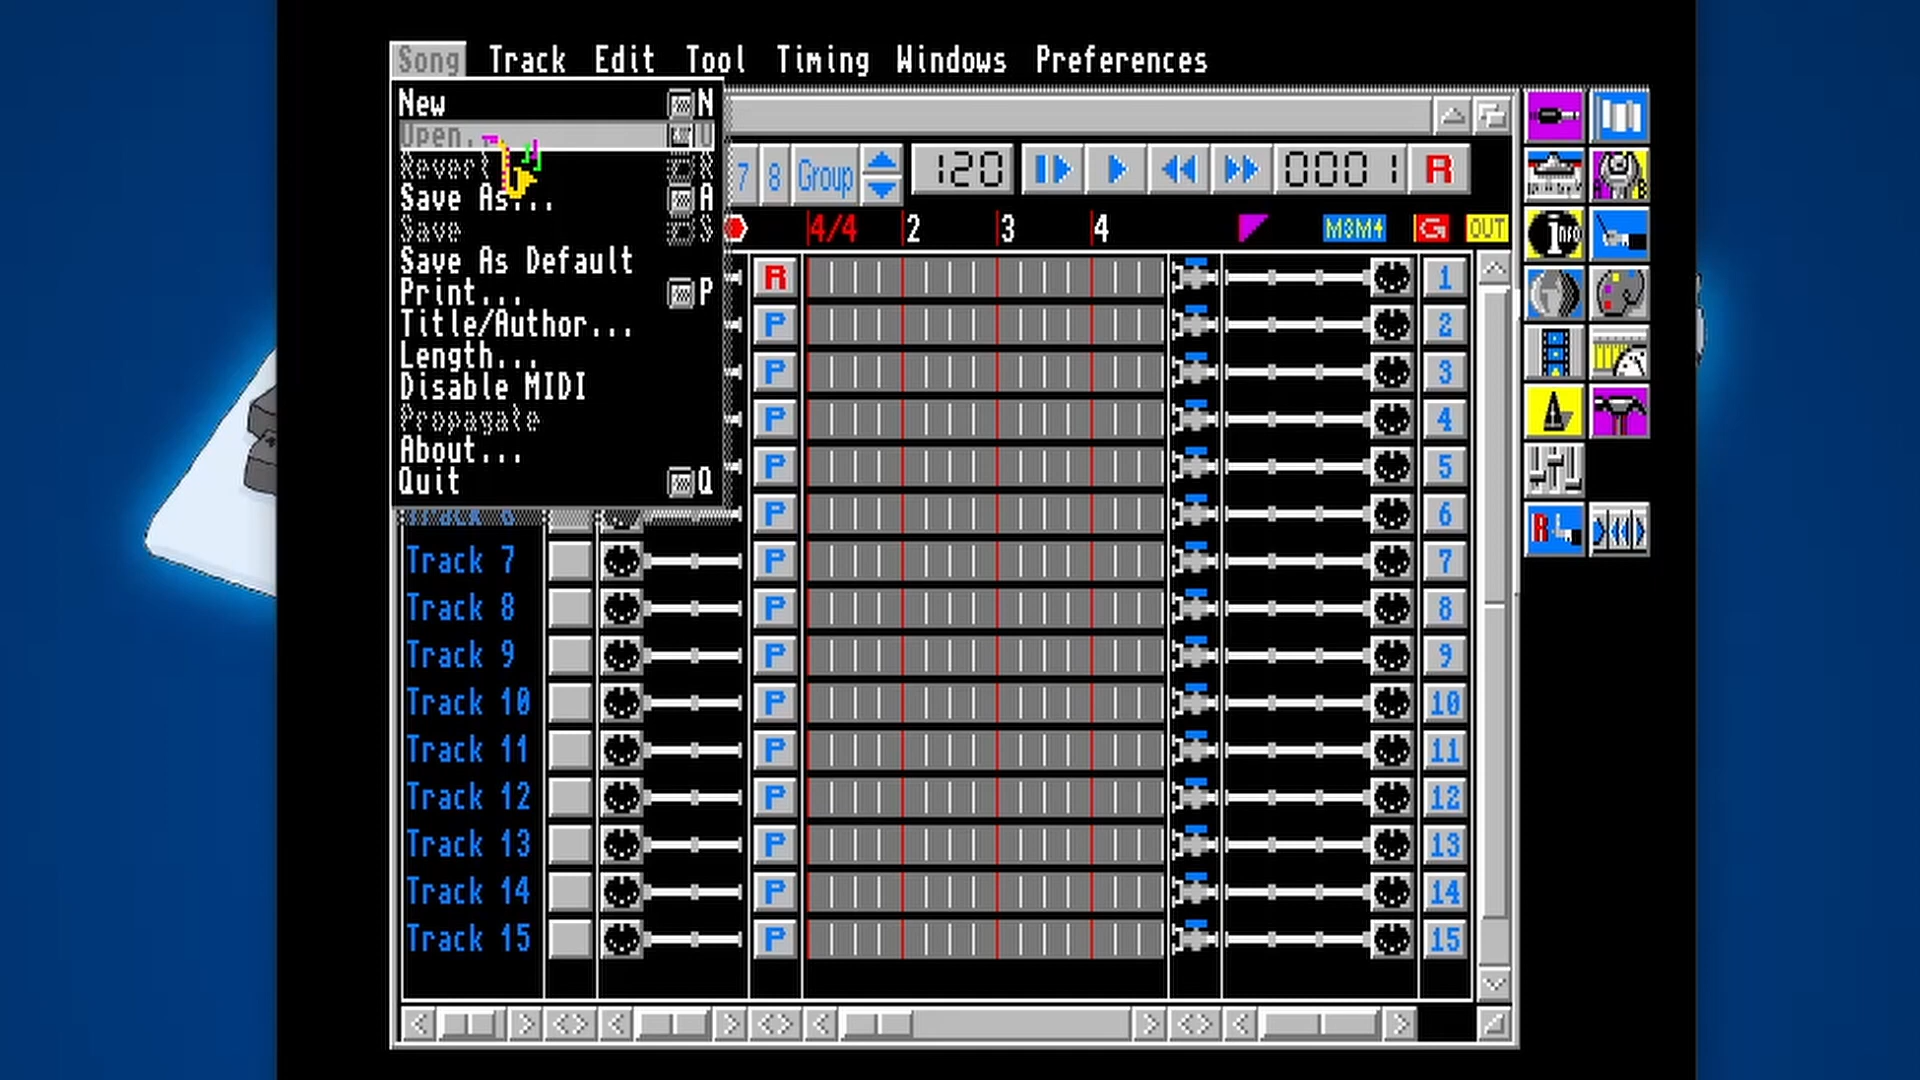 Song Track Edit Tool Timing Windows Preferences
New N
Open... O
Revert R
Save As... A
Save S
Save As Default
Print... P
Title/Author...
Length...
Disable MIDI
Propagate
About...
Quit Q
7 8 Group 120 0001 R
4/4 2 3 4 M3M4 G OUT
R 1
P 2
P 3
P 4
P 5
P 6
Track 7 P 7
Track 8 P 8
Track 9 P 9
Track 10 P 10
Track 11 P 11
Track 12 P 12
Track 13 P 13
Track 14 P 14
Track 15 P 15
Info
R